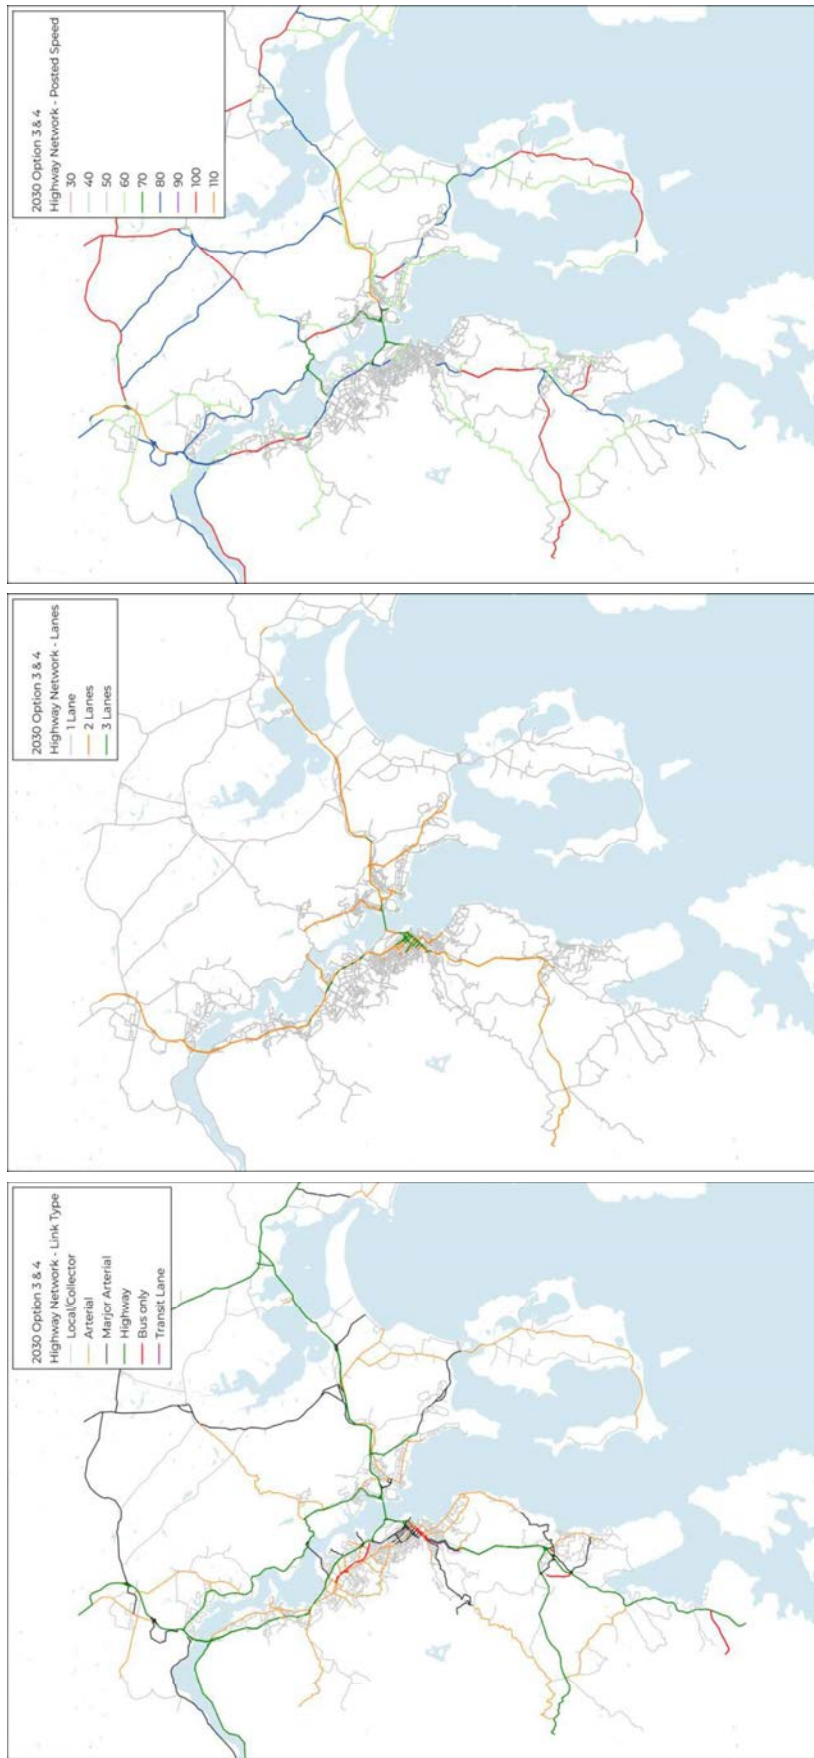 2030 Option 3 & 4
Highway Network - Posted Speed
30
40
50
60
70
80
90
100
110
2030 Option 3 & 4
Highway Network - Lanes
1 Lane
2 Lanes
3 Lanes
2030 Option 3 & 4
Highway Network - Link Type
Local/Collector
Arterial
Marjor Arterial
Highway
Bus only
Transit Lane